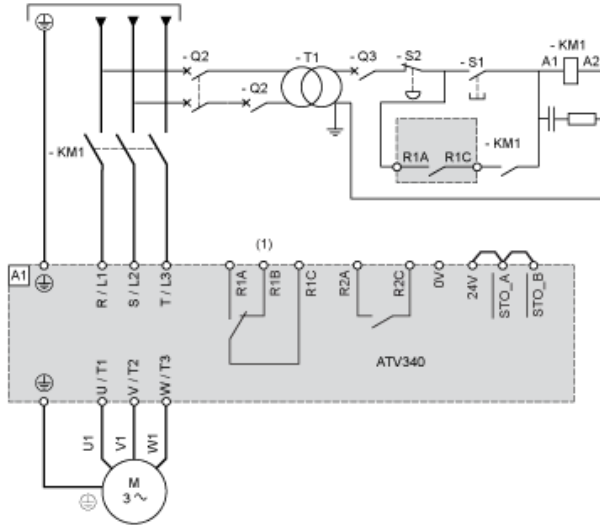 - Q2
- T1
- Q3
- S2
- S1
- KM1
A1
A2
- Q2
- KM1
R1A
R1C
- KM1
(1)
A1
R / L1
S / L2
T / L3
R1A
R1B
R1C
R2A
R2C
0V
24V
STO_A
STO_B
ATV340
U / T1
V / T2
W / T3
U1
V1
W1
M
3 ~